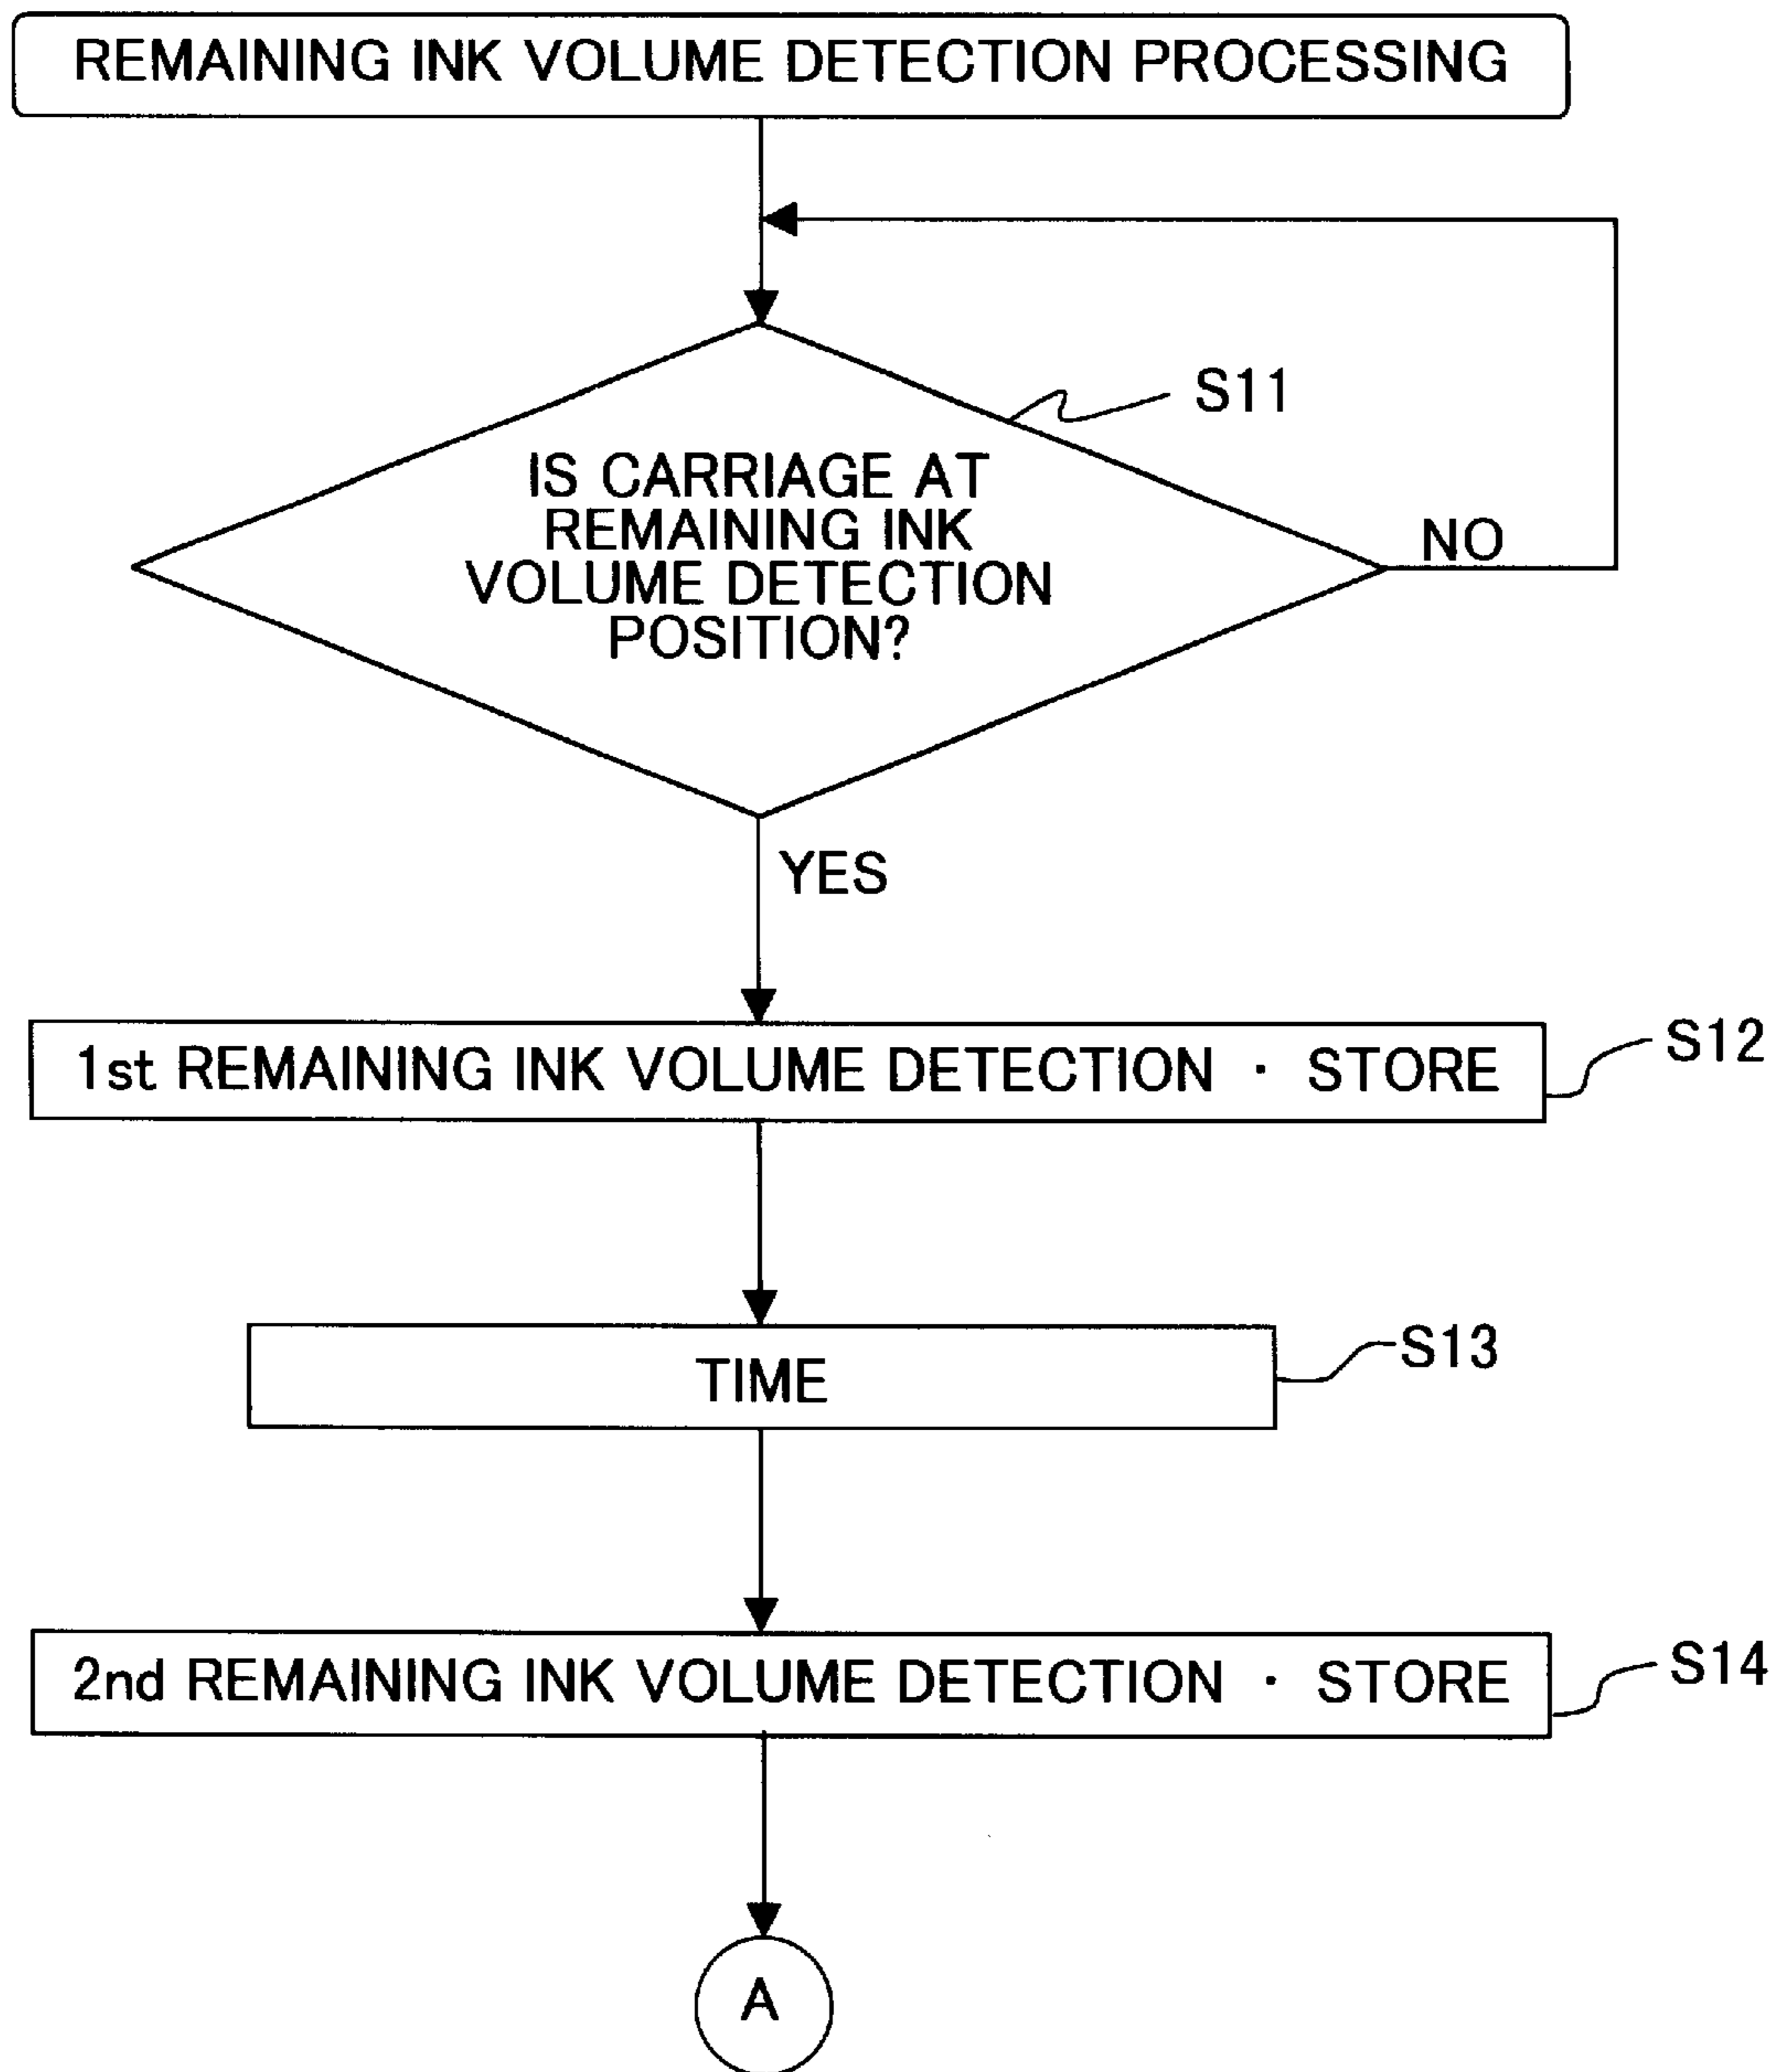 REMAINING INK VOLUME DETECTION PROCESSING
S11
IS CARRIAGE AT
REMAINING INK
VOLUME DETECTION
POSITION?
NO
YES
1st REMAINING INK VOLUME DETECTION · STORE
S12
TIME
S13
2nd REMAINING INK VOLUME DETECTION · STORE
S14
A